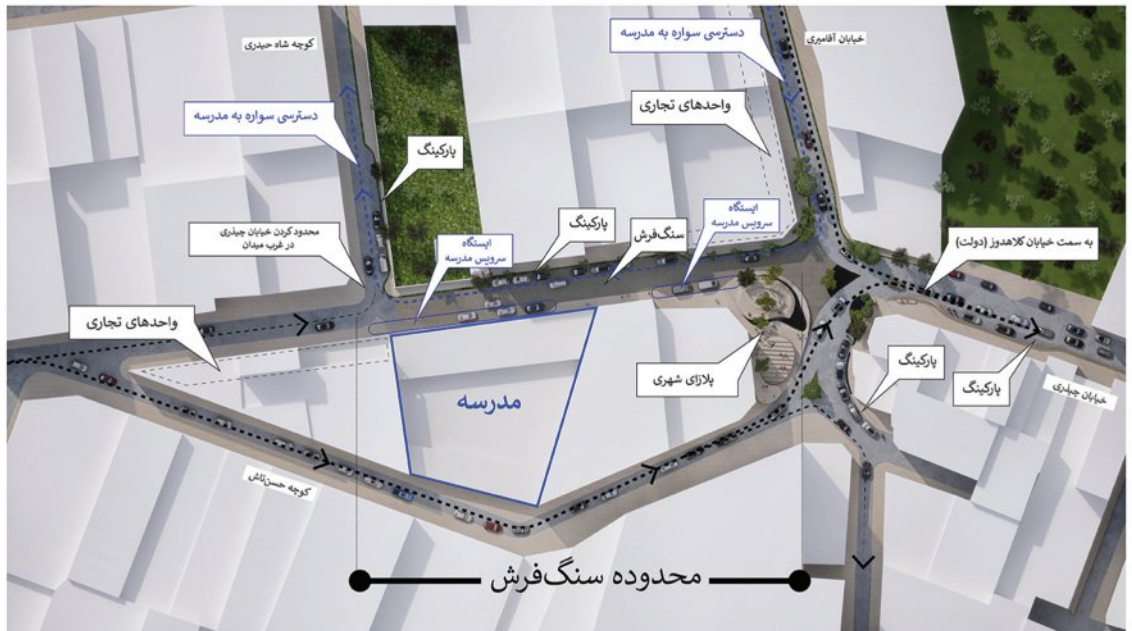 کوچه شاه حیدری
دسترسی سواره به مدرسه
خیابان آقامیری
دسترسی سواره به مدرسه
واحدهای تجاری
پارکینگ
محدود کردن خیابان چیذری
در غرب میدان
ایستگاه
سرویس مدرسه
پارکینگ
سنگ‌فرش
ایستگاه
سرویس مدرسه
به سمت خیابان کلاهدوز (دولت)
واحدهای تجاری
مدرسه
پلازای شهری
پارکینگ
پارکینگ
خیابان چیذری
کوچه حسن‌تاش
محدوده سنگ‌فرش